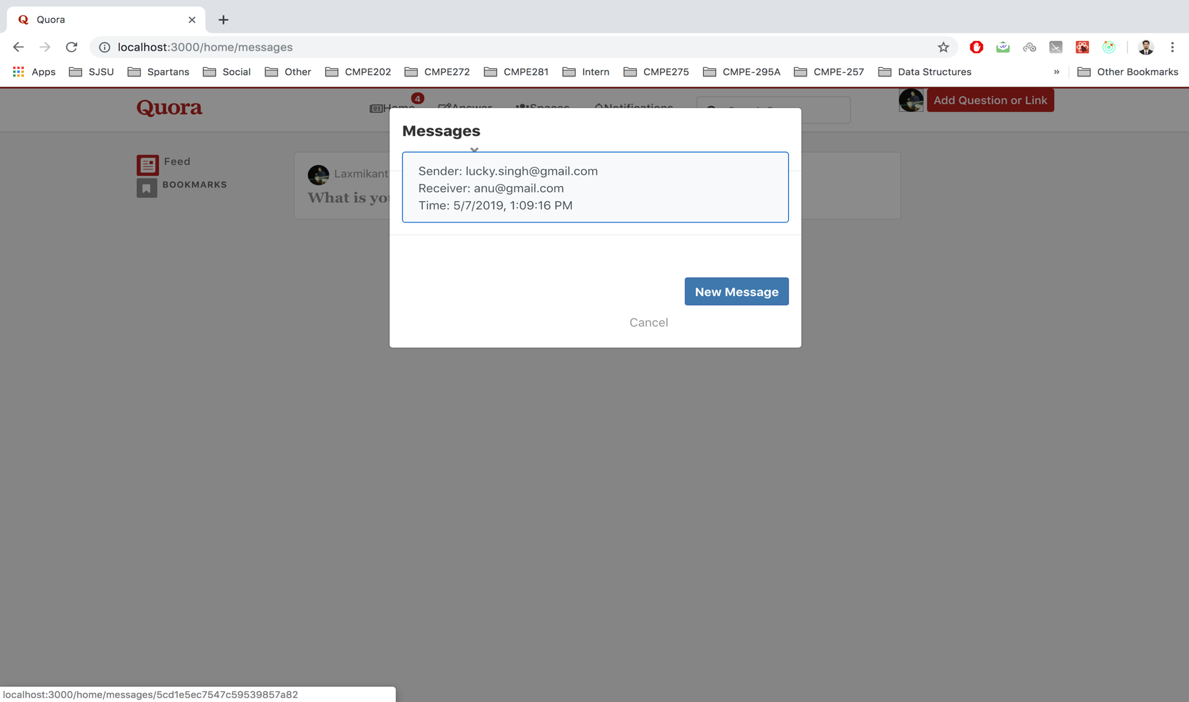 Quora
localhost:3000/home/messages
Apps SJSU Spartans Social Other CMPE202 CMPE272 CMPE281 Intern CMPE275 CMPE-295A CMPE-257 Data Structures » Other Bookmarks
Quora Home 4 Answer Spaces Notifications Add Question or Link
Messages
Feed
BOOKMARKS
Laxmikant
What is you
Sender: lucky.singh@gmail.com
Receiver: anu@gmail.com
Time: 5/7/2019, 1:09:16 PM
New Message
Cancel
localhost:3000/home/messages/5cd1e5ec7547c59539857a82